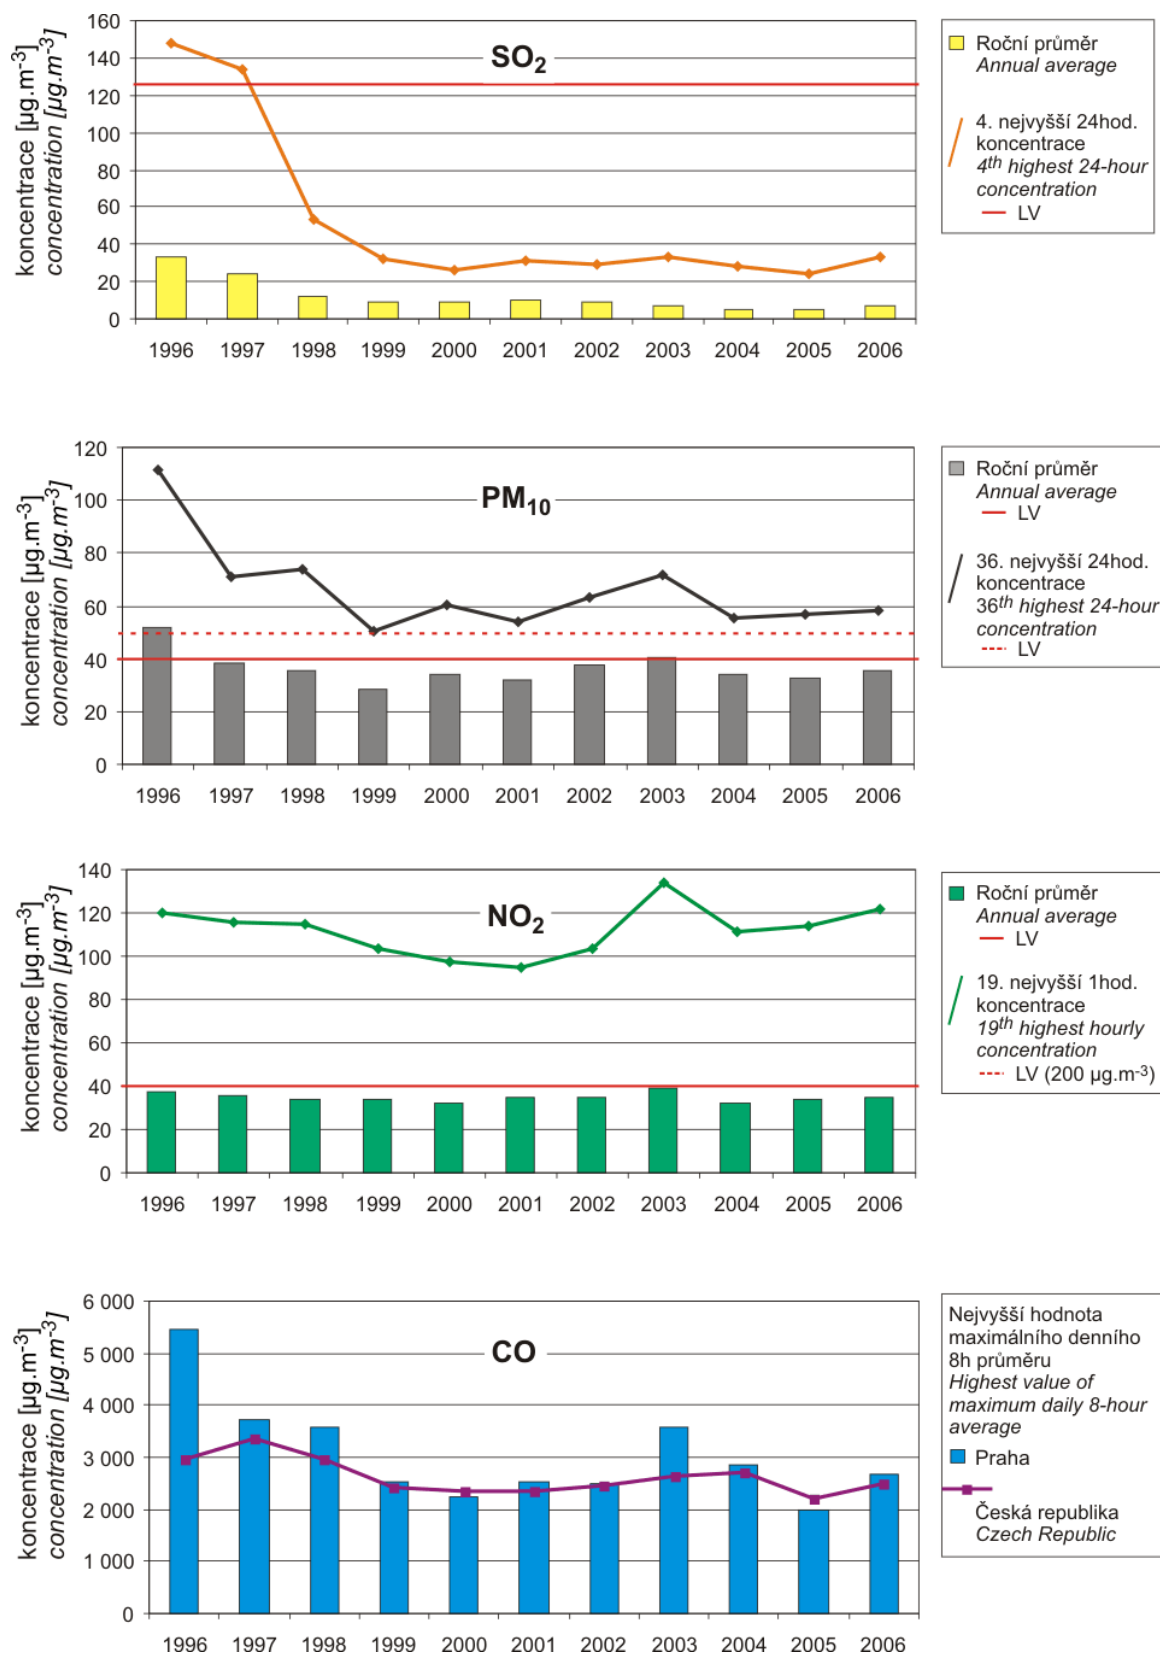 koncentrace [µg.m-3]
concentration [µg.m-3]
160
140
120
100
80
60
40
20
0
SO2
1996 1997 1998 1999 2000 2001 2002 2003 2004 2005 2006
Roční průměr
Annual average
4. nejvyšší 24hod.
koncentrace
4th highest 24-hour
concentration
LV
koncentrace [µg.m-3]
concentration [µg.m-3]
120
100
80
60
40
20
0
PM10
1996 1997 1998 1999 2000 2001 2002 2003 2004 2005 2006
Roční průměr
Annual average
LV
36. nejvyšší 24hod.
koncentrace
36th highest 24-hour
concentration
LV
koncentrace [µg.m-3]
concentration [µg.m-3]
140
120
100
80
60
40
20
0
NO2
1996 1997 1998 1999 2000 2001 2002 2003 2004 2005 2006
Roční průměr
Annual average
LV
19. nejvyšší 1hod.
koncentrace
19th highest hourly
concentration
LV (200 µg.m-3)
koncentrace [µg.m-3]
concentration [µg.m-3]
6 000
5 000
4 000
3 000
2 000
1 000
0
CO
1996 1997 1998 1999 2000 2001 2002 2003 2004 2005 2006
Nejvyšší hodnota
maximálního denního
8h průměru
Highest value of
maximum daily 8-hour
average
Praha
Česká republika
Czech Republic